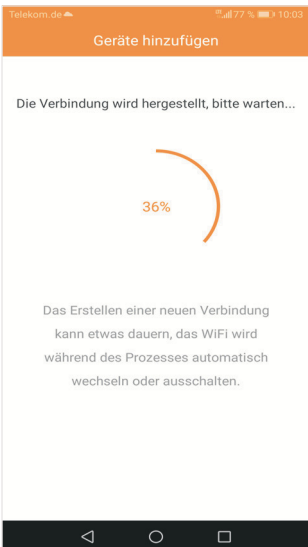 Telekom.de 77 % 10:03
Geräte hinzufügen
Die Verbindung wird hergestellt, bitte warten...
36%
Das Erstellen einer neuen Verbindung
kann etwas dauern, das WiFi wird
während des Prozesses automatisch
wechseln oder ausschalten.